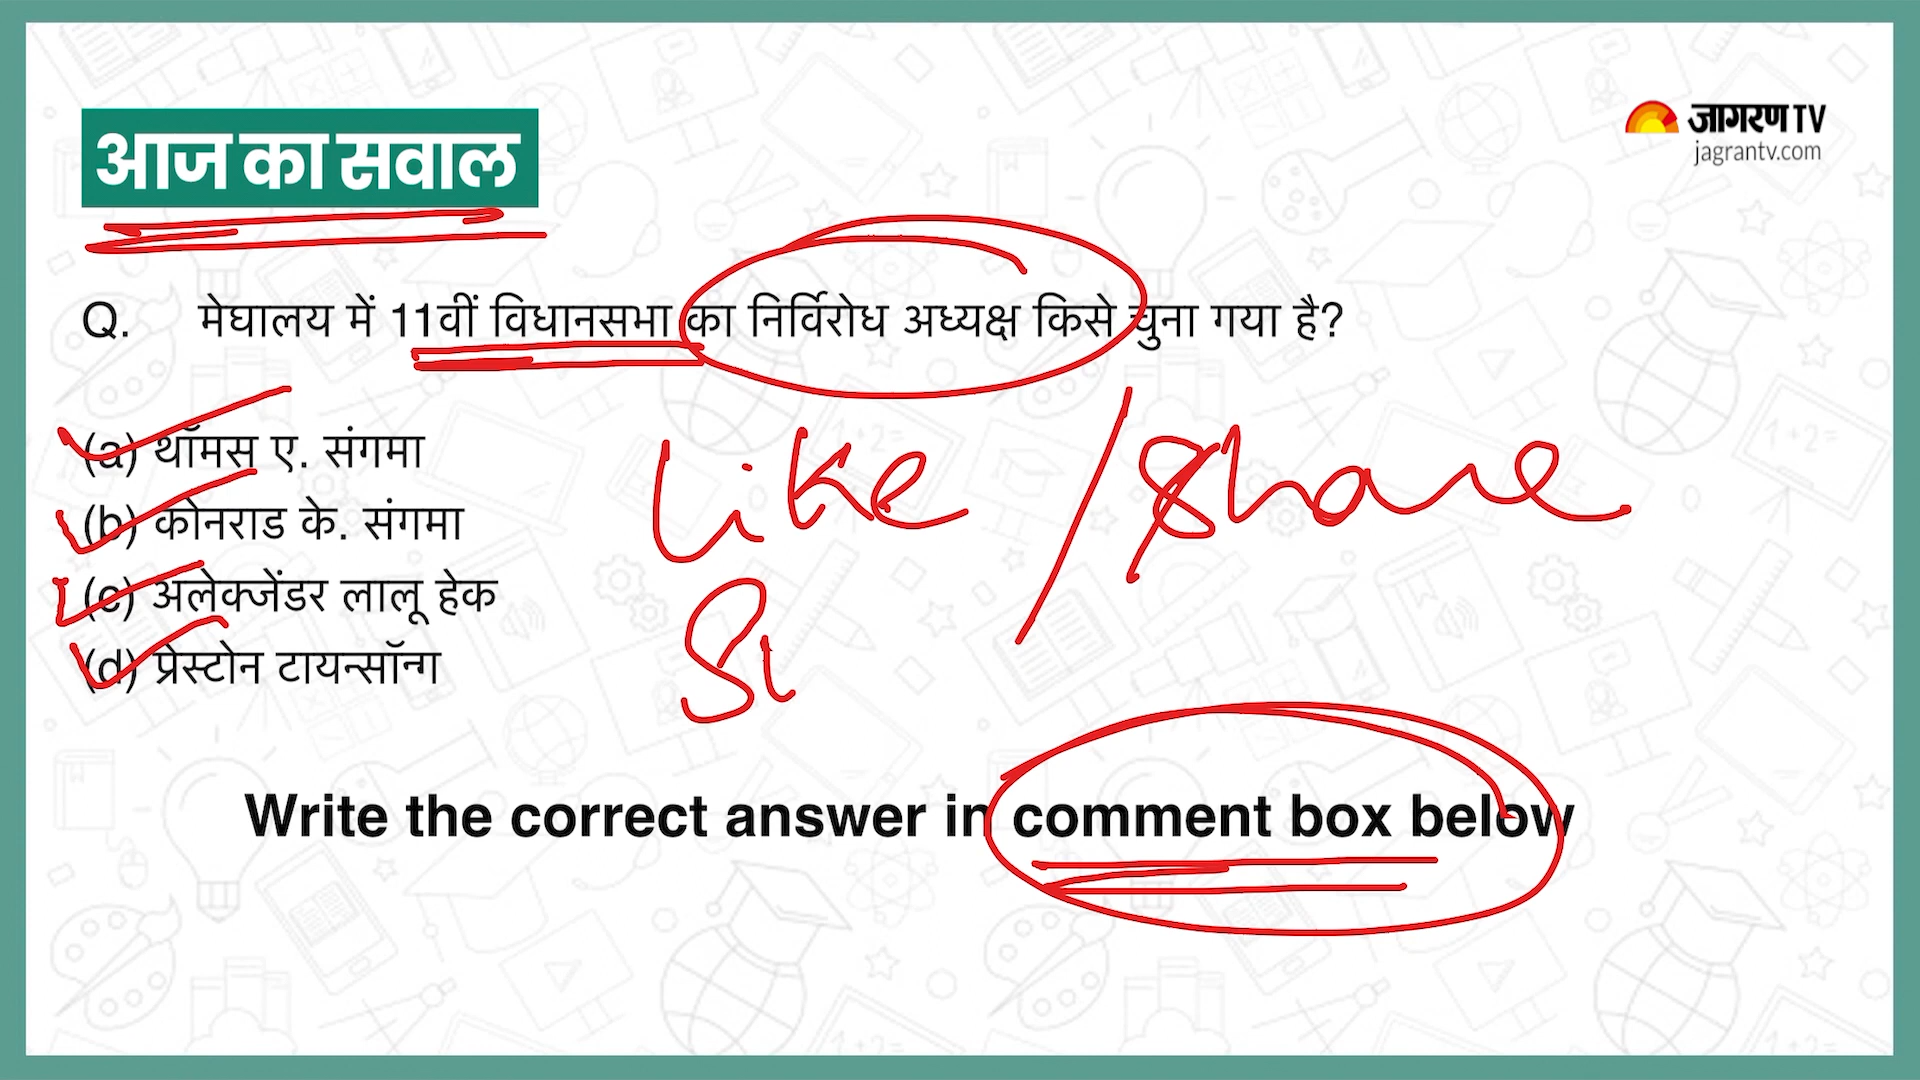 आज का सवाल
जागरण TV
jagrantv.com
Q. मेघालय में 11वीं विधानसभा का निर्विरोध अध्यक्ष किसे चुना गया है?
(a) थॉमस ए. संगमा
(b) कोनराड के. संगमा
(c) अलेक्जेंडर लालू हेक
(d) प्रेस्टोन टायन्सॉन्ग
Like / Share
Su
Write the correct answer in comment box below